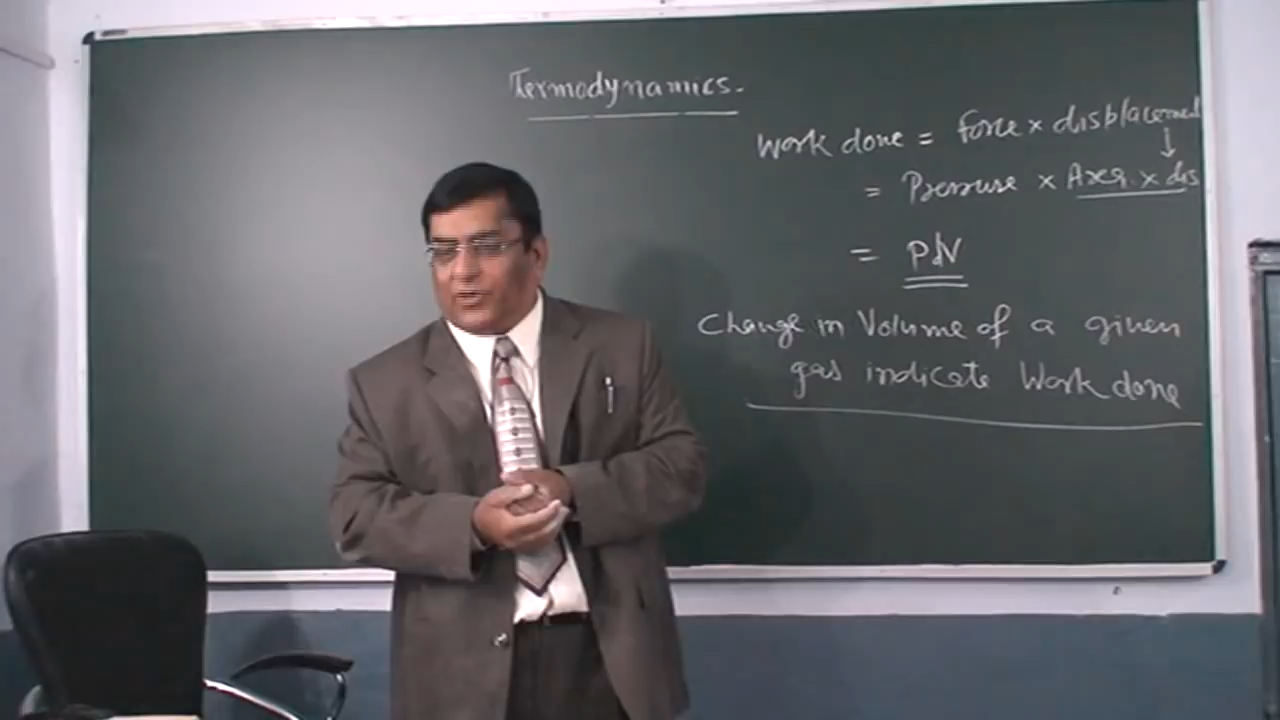 Termodynamics.
Work done = force × displacement
= Pressure × Area × dis
= PdV
Change in Volume of a given
gas indicate Work done